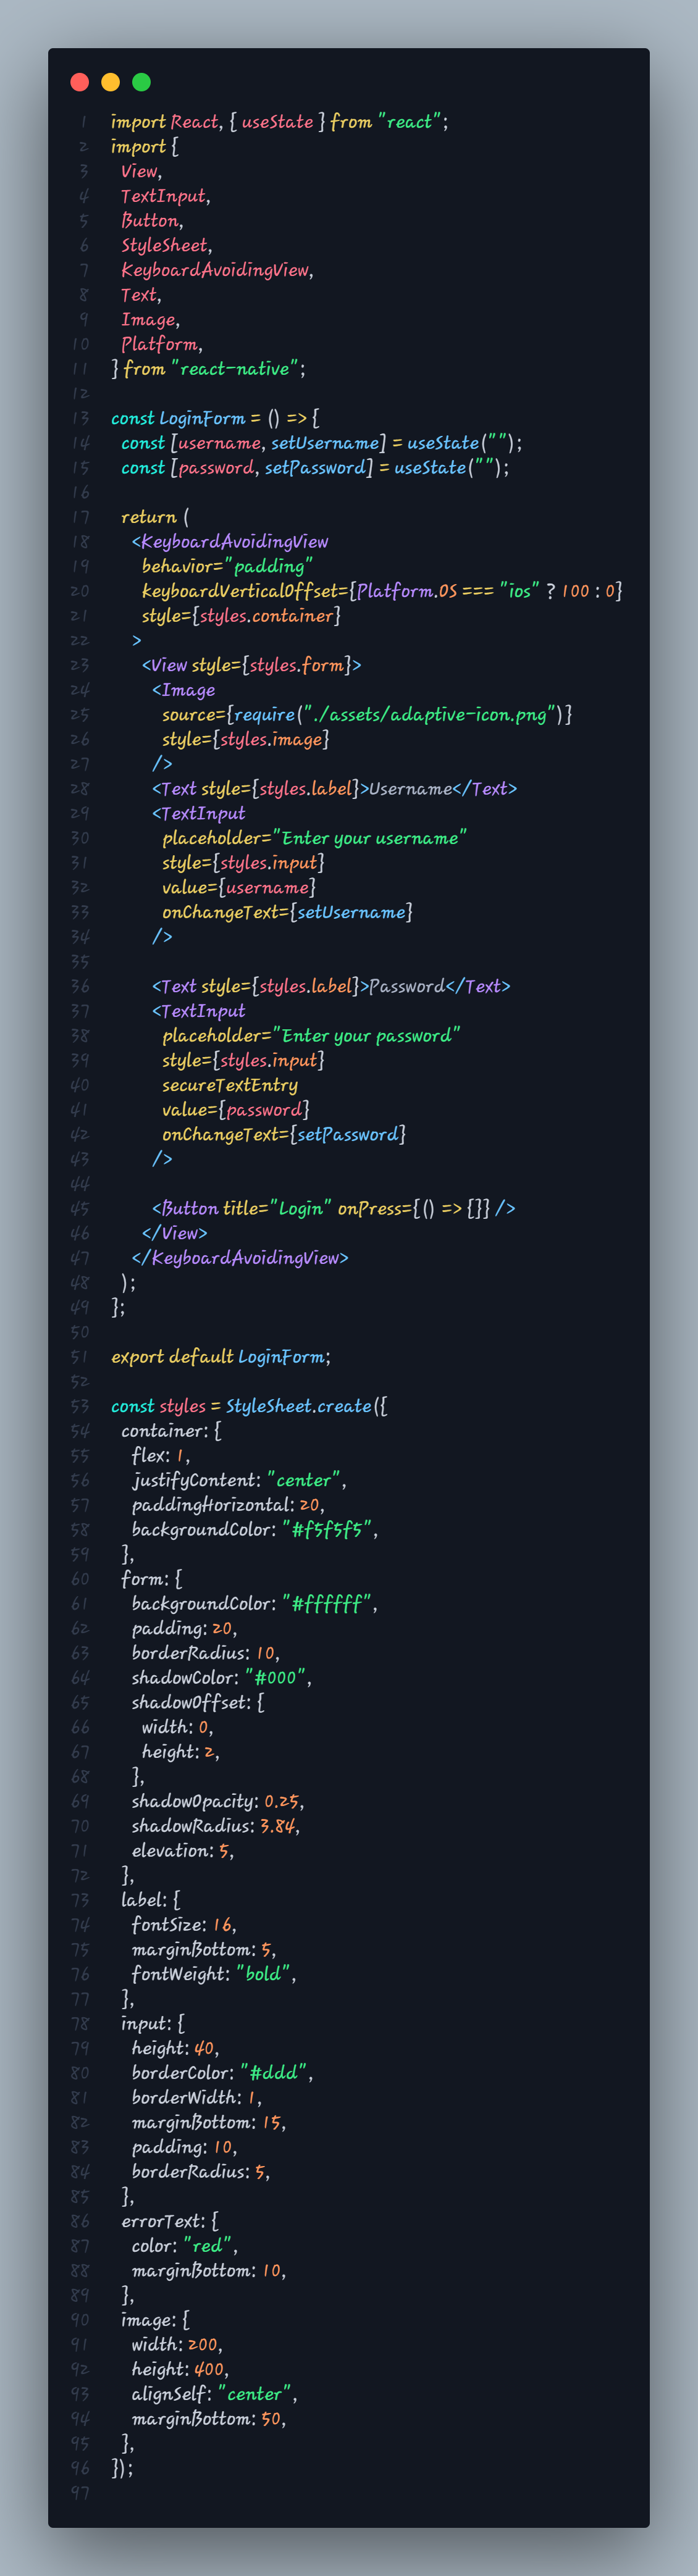 1 import React, { useState } from "react";
2 import {
3   View,
4   TextInput,
5   Button,
6   StyleSheet,
7   KeyboardAvoidingView,
8   Text,
9   Image,
10   Platform,
11 } from "react-native";
12
13 const LoginForm = () => {
14   const [username, setUsername] = useState("");
15   const [password, setPassword] = useState("");
16
17   return (
18     <KeyboardAvoidingView
19       behavior="padding"
20       keyboardVerticalOffset={Platform.OS === "ios" ? 100 : 0}
21       style={styles.container}
22     >
23       <View style={styles.form}>
24         <Image
25           source={require("./assets/adaptive-icon.png")}
26           style={styles.image}
27         />
28         <Text style={styles.label}>Username</Text>
29         <TextInput
30           placeholder="Enter your username"
31           style={styles.input}
32           value={username}
33           onChangeText={setUsername}
34         />
35
36         <Text style={styles.label}>Password</Text>
37         <TextInput
38           placeholder="Enter your password"
39           style={styles.input}
40           secureTextEntry
41           value={password}
42           onChangeText={setPassword}
43         />
44
45         <Button title="Login" onPress={() => {}} />
46       </View>
47     </KeyboardAvoidingView>
48   );
49 };
50
51 export default LoginForm;
52
53 const styles = StyleSheet.create({
54   container: {
55     flex: 1,
56     justifyContent: "center",
57     paddingHorizontal: 20,
58     backgroundColor: "#f5f5f5",
59   },
60   form: {
61     backgroundColor: "#ffffff",
62     padding: 20,
63     borderRadius: 10,
64     shadowColor: "#000",
65     shadowOffset: {
66       width: 0,
67       height: 2,
68     },
69     shadowOpacity: 0.25,
70     shadowRadius: 3.84,
71     elevation: 5,
72   },
73   label: {
74     fontSize: 16,
75     marginBottom: 5,
76     fontWeight: "bold",
77   },
78   input: {
79     height: 40,
80     borderColor: "#ddd",
81     borderWidth: 1,
82     marginBottom: 15,
83     padding: 10,
84     borderRadius: 5,
85   },
86   errorText: {
87     color: "red",
88     marginBottom: 10,
89   },
90   image: {
91     width: 200,
92     height: 400,
93     alignSelf: "center",
94     marginBottom: 50,
95   },
96 });
97